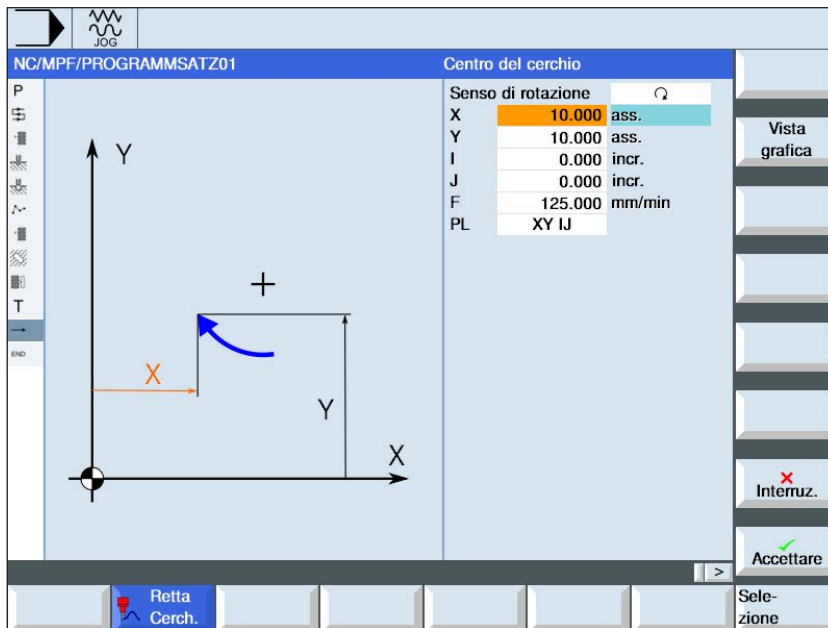 JOG
NC/MPF/PROGRAMMSATZ01
Centro del cerchio
P
T
END
Y
X
Y
X
Senso di rotazione
X 10.000 ass.
Y 10.000 ass.
I 0.000 incr.
J 0.000 incr.
F 125.000 mm/min
PL XY IJ
Vista
grafica
Interruz.
Accettare
>
Retta
Cerch.
Sele-
zione